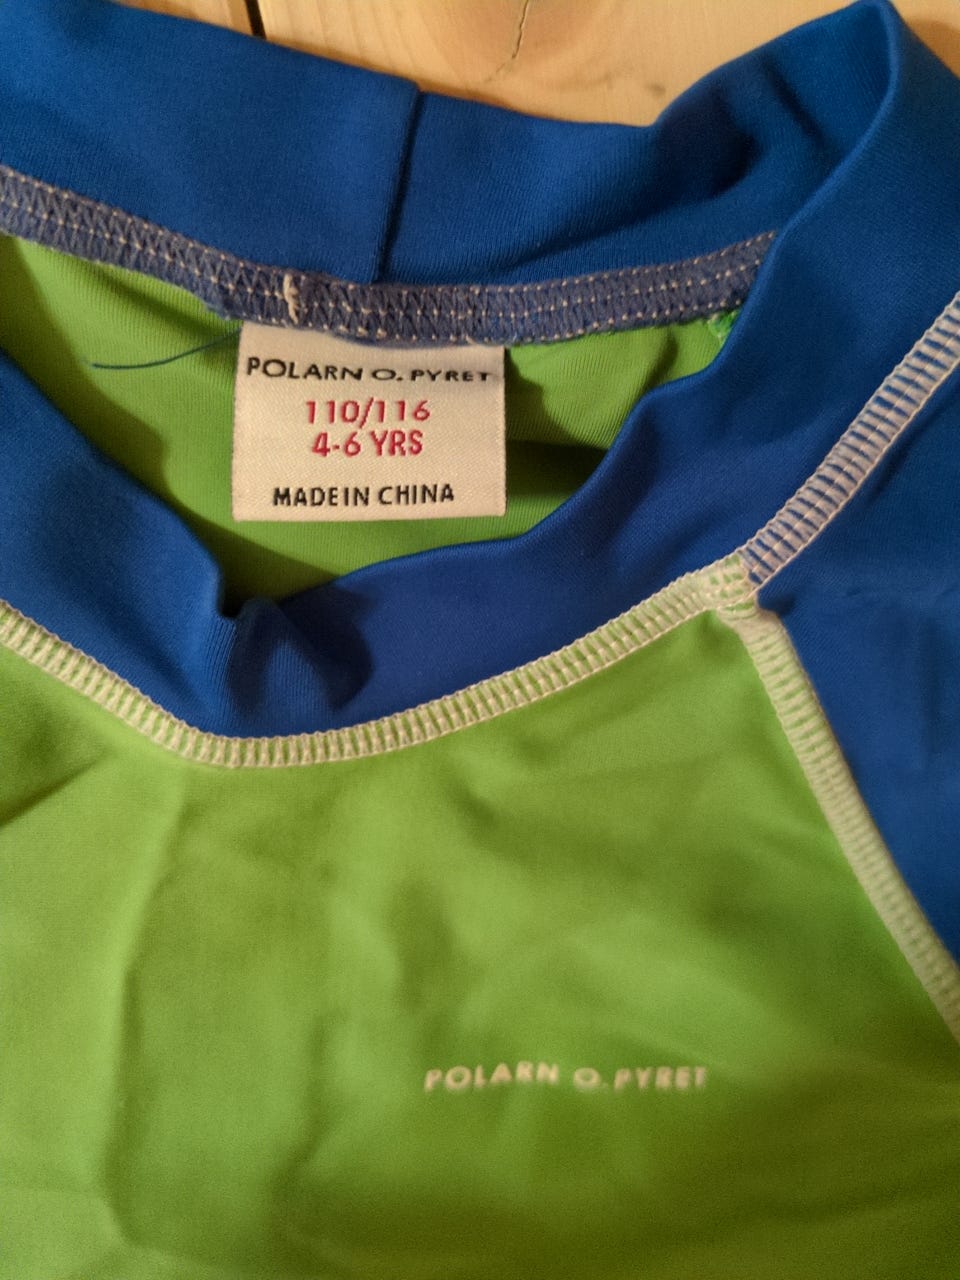 POLARN O. PYRET
110/116
4-6 YRS
MADE IN CHINA
POLARN O. PYRET